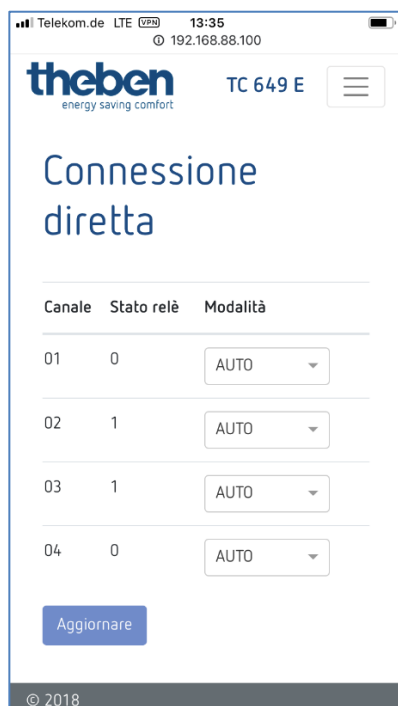 Telekom.de LTE VPN 13:35
192.168.88.100
theben TC 649 E
energy saving comfort
Connessione
diretta
Canale Stato relè Modalità
01 0 AUTO
02 1 AUTO
03 1 AUTO
04 0 AUTO
Aggiornare
© 2018